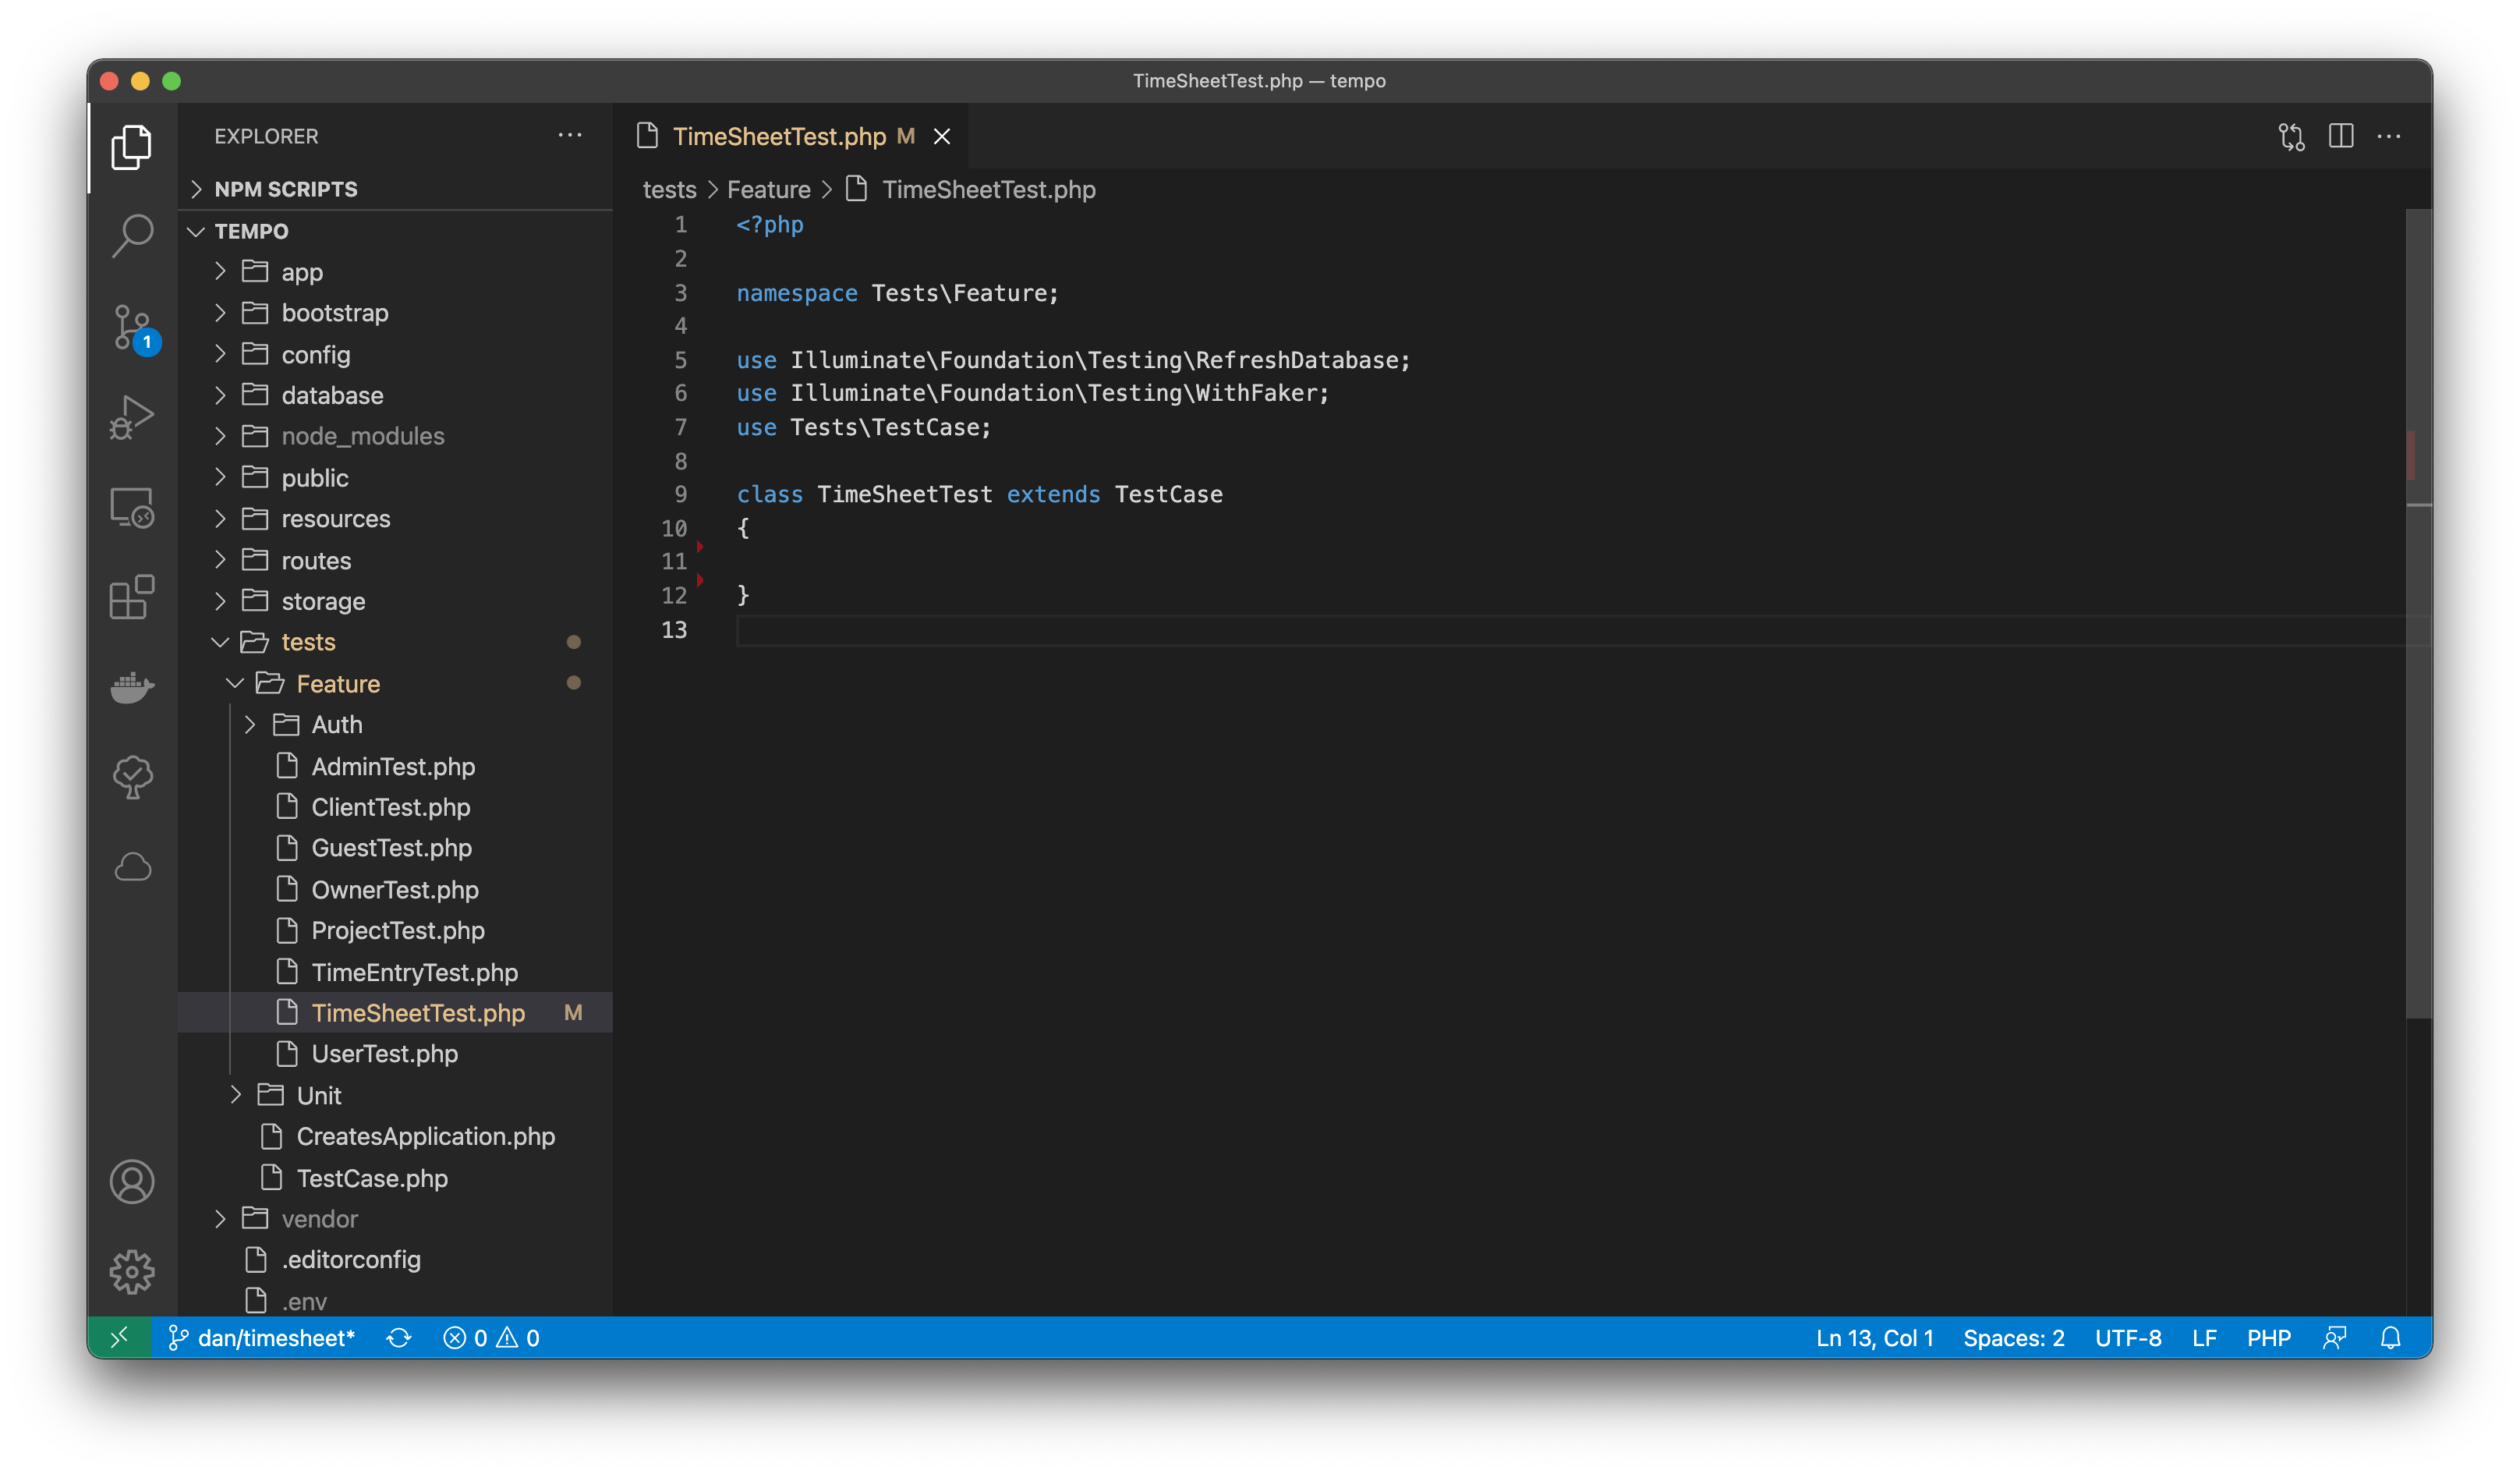 TimeSheetTest.php — tempo
EXPLORER
NPM SCRIPTS
TEMPO
app
bootstrap
config
database
node_modules
public
resources
routes
storage
tests
Feature
Auth
AdminTest.php
ClientTest.php
GuestTest.php
OwnerTest.php
ProjectTest.php
TimeEntryTest.php
TimeSheetTest.php M
UserTest.php
Unit
CreatesApplication.php
TestCase.php
vendor
.editorconfig
.env
1
TimeSheetTest.php M
tests > Feature > TimeSheetTest.php
1 <?php
2
3 namespace Tests\Feature;
4
5 use Illuminate\Foundation\Testing\RefreshDatabase;
6 use Illuminate\Foundation\Testing\WithFaker;
7 use Tests\TestCase;
8
9 class TimeSheetTest extends TestCase
10 {
11
12 }
13
dan/timesheet* 0 0 Ln 13, Col 1 Spaces: 2 UTF-8 LF PHP